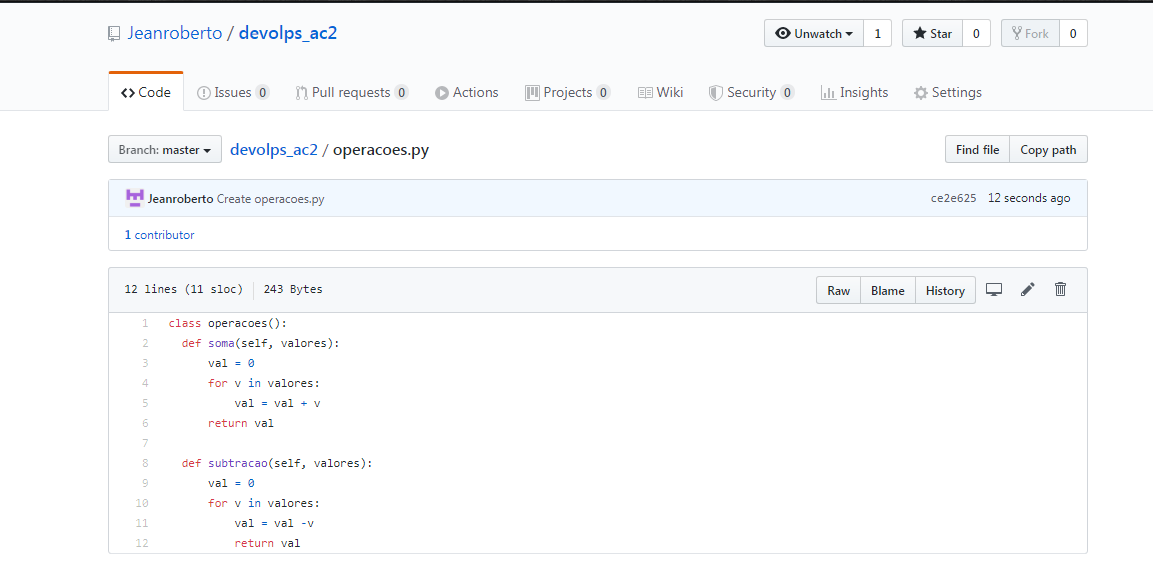 Jeanroberto / devolps_ac2
Unwatch 1 Star 0 Fork 0
Code Issues 0 Pull requests 0 Actions Projects 0 Wiki Security 0 Insights Settings
Branch: master devolps_ac2 / operacoes.py Find file Copy path
Jeanroberto Create operacoes.py ce2e625 12 seconds ago
1 contributor
12 lines (11 sloc) 243 Bytes Raw Blame History
1 class operacoes():
2   def soma(self, valores):
3       val = 0
4       for v in valores:
5           val = val + v
6       return val
7
8   def subtracao(self, valores):
9       val = 0
10       for v in valores:
11           val = val -v
12           return val